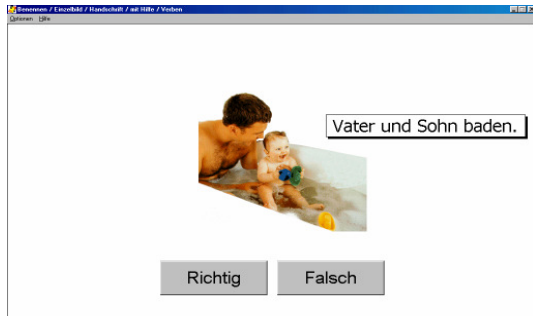 Benennen / Einzelbild / Handschrift / mit Hilfe / Verben
Optionen Hilfe
Vater und Sohn baden.
Richtig Falsch